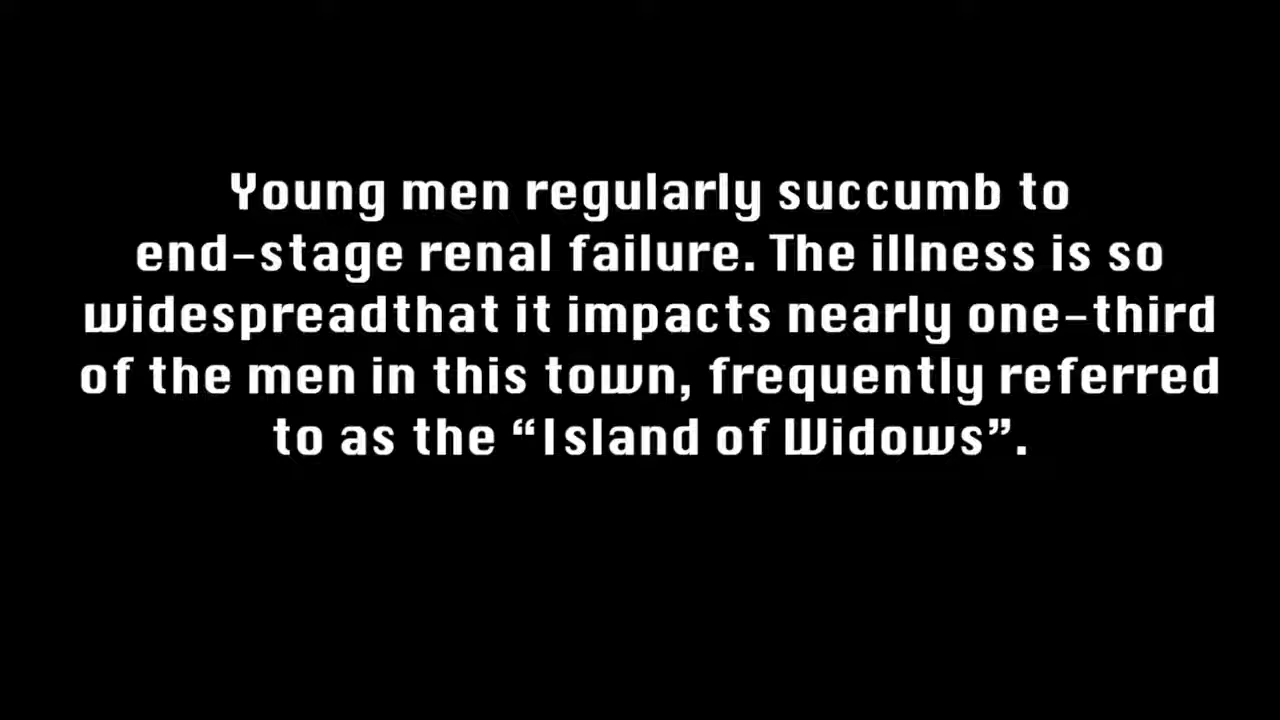 Young men regularly succumb to
end-stage renal failure. The illness is so
widespreadthat it impacts nearly one-third
of the men in this town, frequently referred
to as the “Island of Widows”.